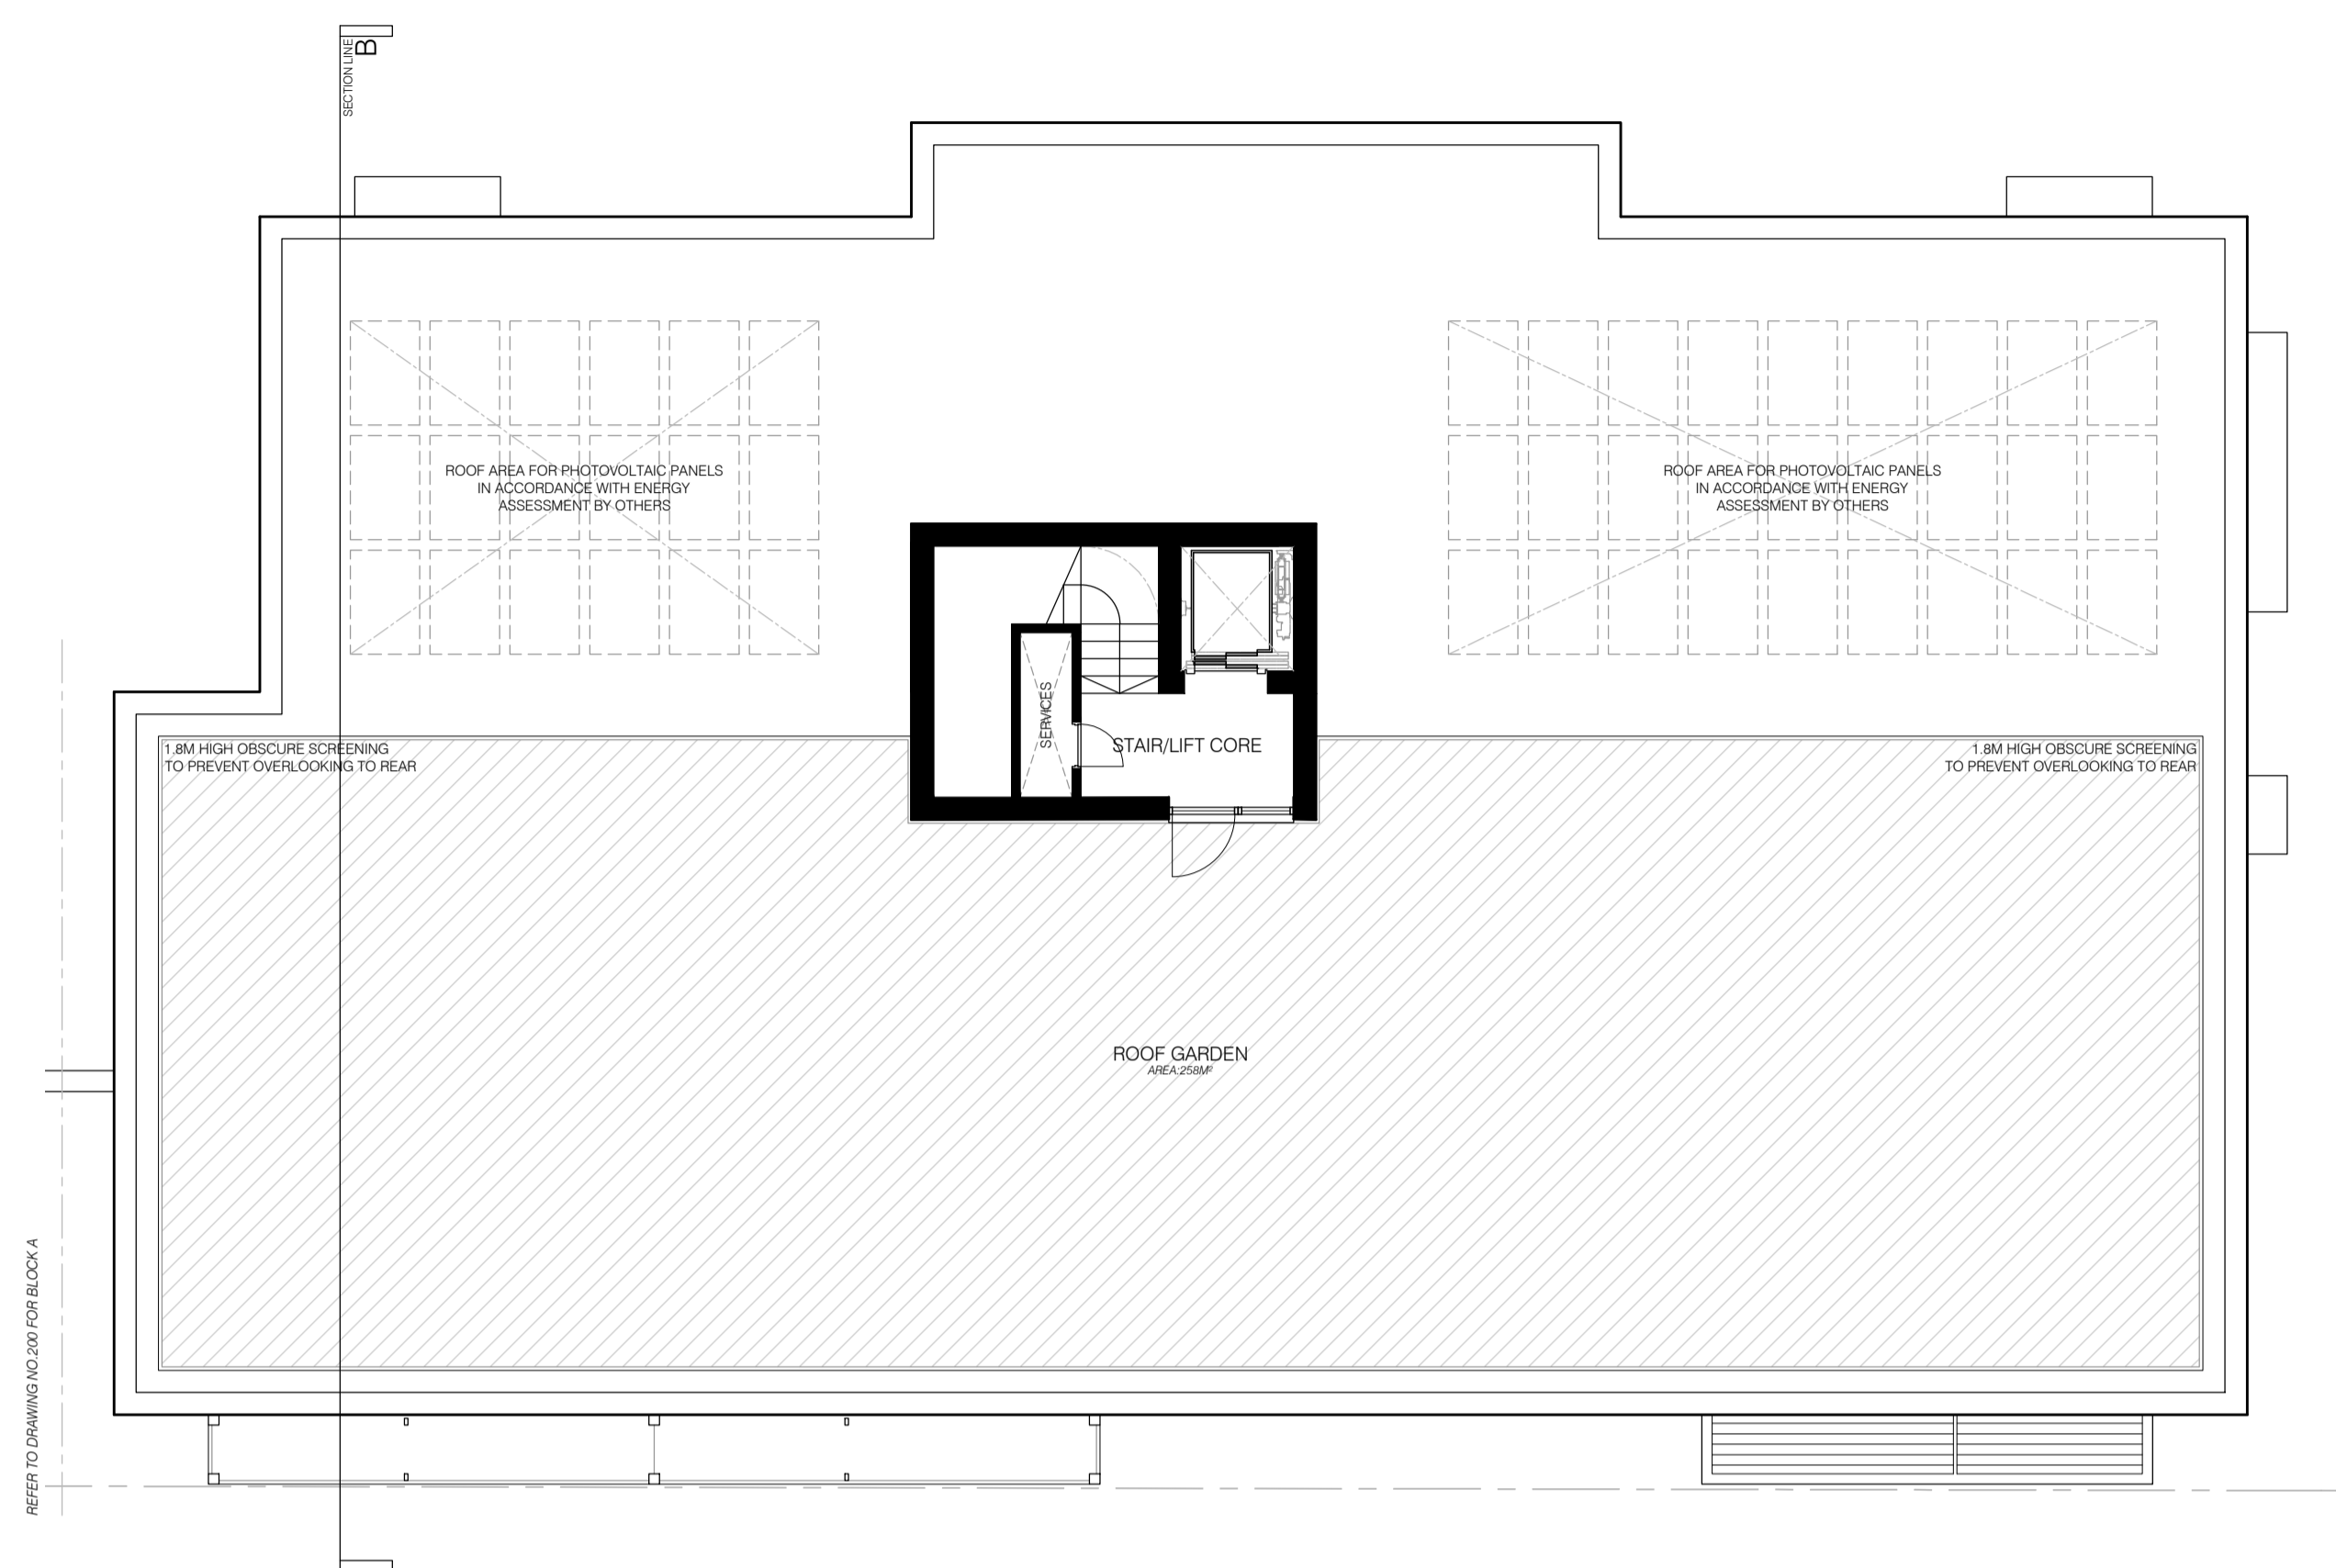 SECTION LINE
B
ROOF AREA FOR PHOTOVOLTAIC PANELS
IN ACCORDANCE WITH ENERGY
ASSESSMENT BY OTHERS
ROOF AREA FOR PHOTOVOLTAIC PANELS
IN ACCORDANCE WITH ENERGY
ASSESSMENT BY OTHERS
SERVICES
STAIR/LIFT CORE
1.8M HIGH OBSCURE SCREENING
TO PREVENT OVERLOOKING TO REAR
1.8M HIGH OBSCURE SCREENING
TO PREVENT OVERLOOKING TO REAR
ROOF GARDEN
AREA:258M²
REFER TO DRAWING NO.200 FOR BLOCK A